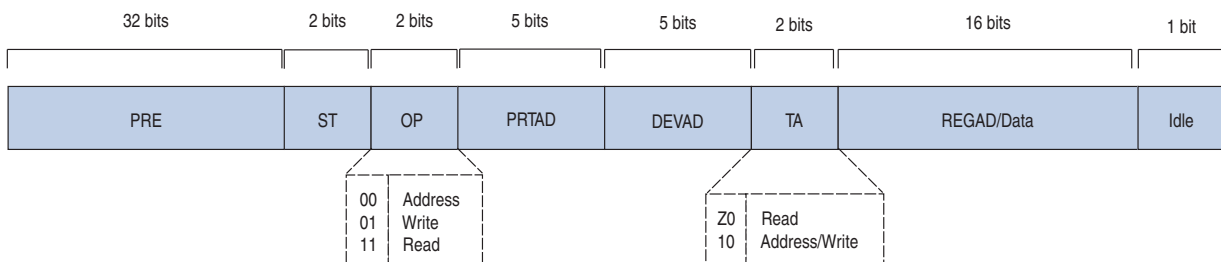 32 bits 2 bits 2 bits 5 bits 5 bits 2 bits 16 bits 1 bit
PRE ST OP PRTAD DEVAD TA REGAD/Data Idle
00 Address
01 Write
11 Read
Z0 Read
10 Address/Write